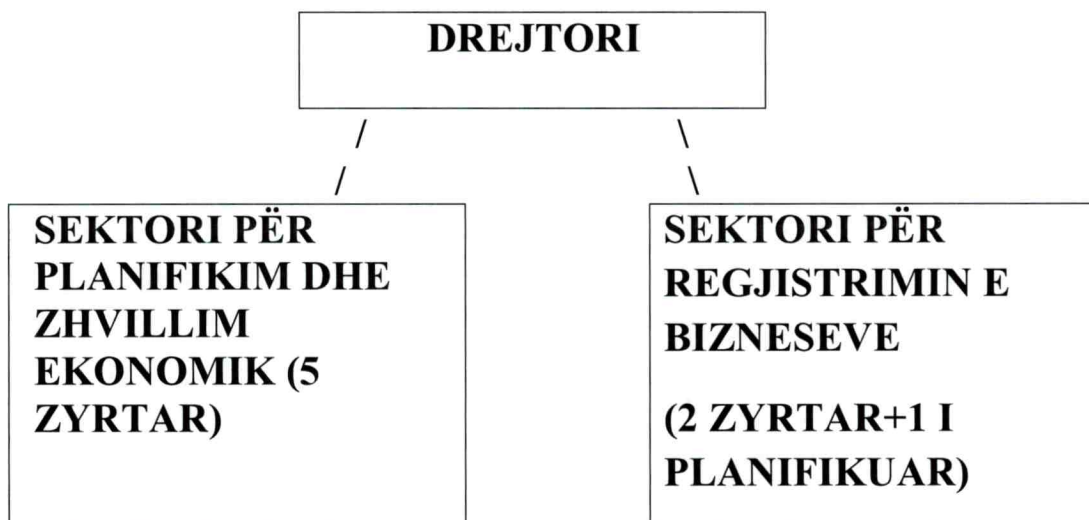 DREJTORI
SEKTORI PËR
PLANIFIKIM DHE
ZHVILLIM
EKONOMIK (5
ZYRTAR)
SEKTORI PËR
REGJISTRIMIN E
BIZNESEVE
(2 ZYRTAR+1 I
PLANIFIKUAR)